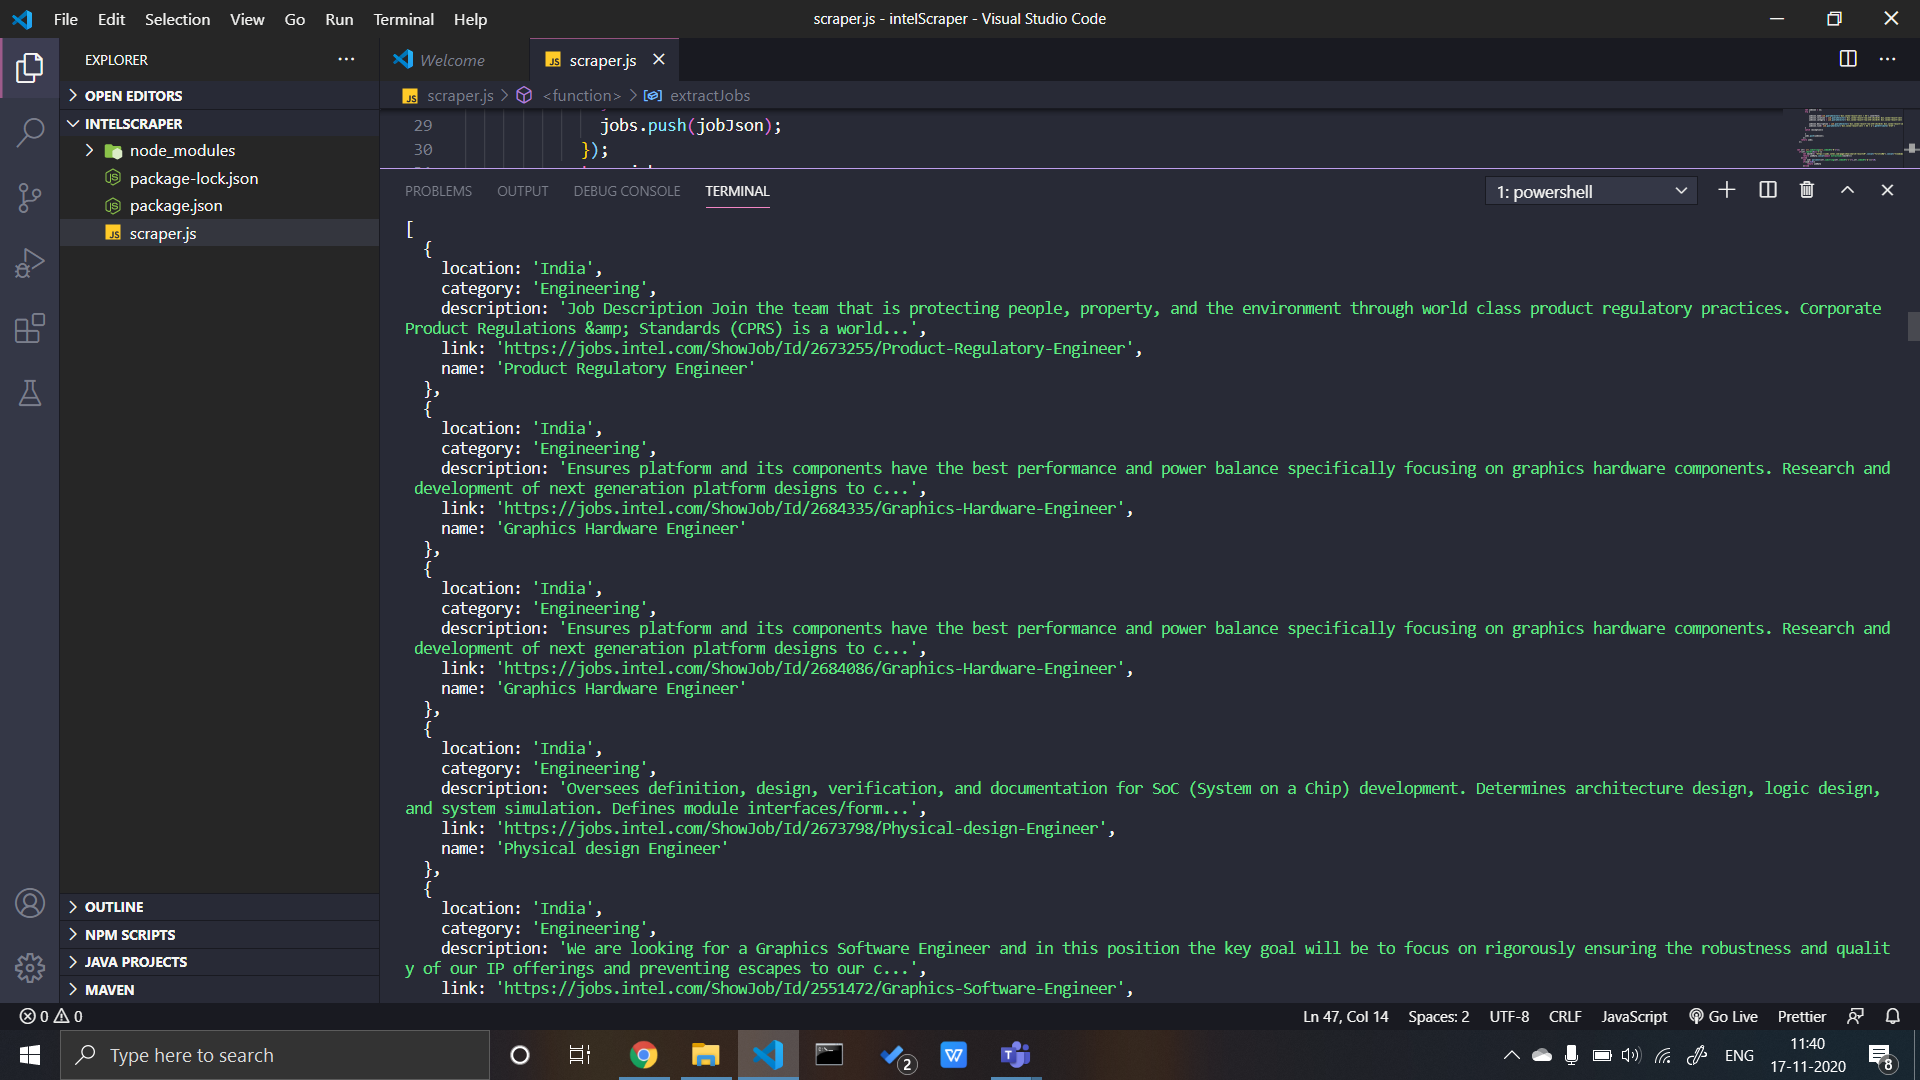 File Edit Selection View Go Run Terminal Help
scraper.js - intelScraper - Visual Studio Code
EXPLORER
OPEN EDITORS
INTELSCRAPER
node_modules
package-lock.json
package.json
scraper.js
OUTLINE
NPM SCRIPTS
JAVA PROJECTS
MAVEN
Welcome
scraper.js
scraper.js > <function> > extractJobs
29 jobs.push(jobJson);
30 });
PROBLEMS OUTPUT DEBUG CONSOLE TERMINAL
1: powershell
[
{
location: 'India',
category: 'Engineering',
description: 'Job Description Join the team that is protecting people, property, and the environment through world class product regulatory practices. Corporate
Product Regulations &amp; Standards (CPRS) is a world...',
link: 'https://jobs.intel.com/ShowJob/Id/2673255/Product-Regulatory-Engineer',
name: 'Product Regulatory Engineer'
},
{
location: 'India',
category: 'Engineering',
description: 'Ensures platform and its components have the best performance and power balance specifically focusing on graphics hardware components. Research and
development of next generation platform designs to c...',
link: 'https://jobs.intel.com/ShowJob/Id/2684335/Graphics-Hardware-Engineer',
name: 'Graphics Hardware Engineer'
},
{
location: 'India',
category: 'Engineering',
description: 'Ensures platform and its components have the best performance and power balance specifically focusing on graphics hardware components. Research and
development of next generation platform designs to c...',
link: 'https://jobs.intel.com/ShowJob/Id/2684086/Graphics-Hardware-Engineer',
name: 'Graphics Hardware Engineer'
},
{
location: 'India',
category: 'Engineering',
description: 'Oversees definition, design, verification, and documentation for SoC (System on a Chip) development. Determines architecture design, logic design,
and system simulation. Defines module interfaces/form...',
link: 'https://jobs.intel.com/ShowJob/Id/2673798/Physical-design-Engineer',
name: 'Physical design Engineer'
},
{
location: 'India',
category: 'Engineering',
description: 'We are looking for a Graphics Software Engineer and in this position the key goal will be to focus on rigorously ensuring the robustness and qualit
y of our IP offerings and preventing escapes to our c...',
link: 'https://jobs.intel.com/ShowJob/Id/2551472/Graphics-Software-Engineer',
0 0
Ln 47, Col 14 Spaces: 2 UTF-8 CRLF JavaScript Go Live Prettier
Type here to search
2
ENG
11:40
17-11-2020
8